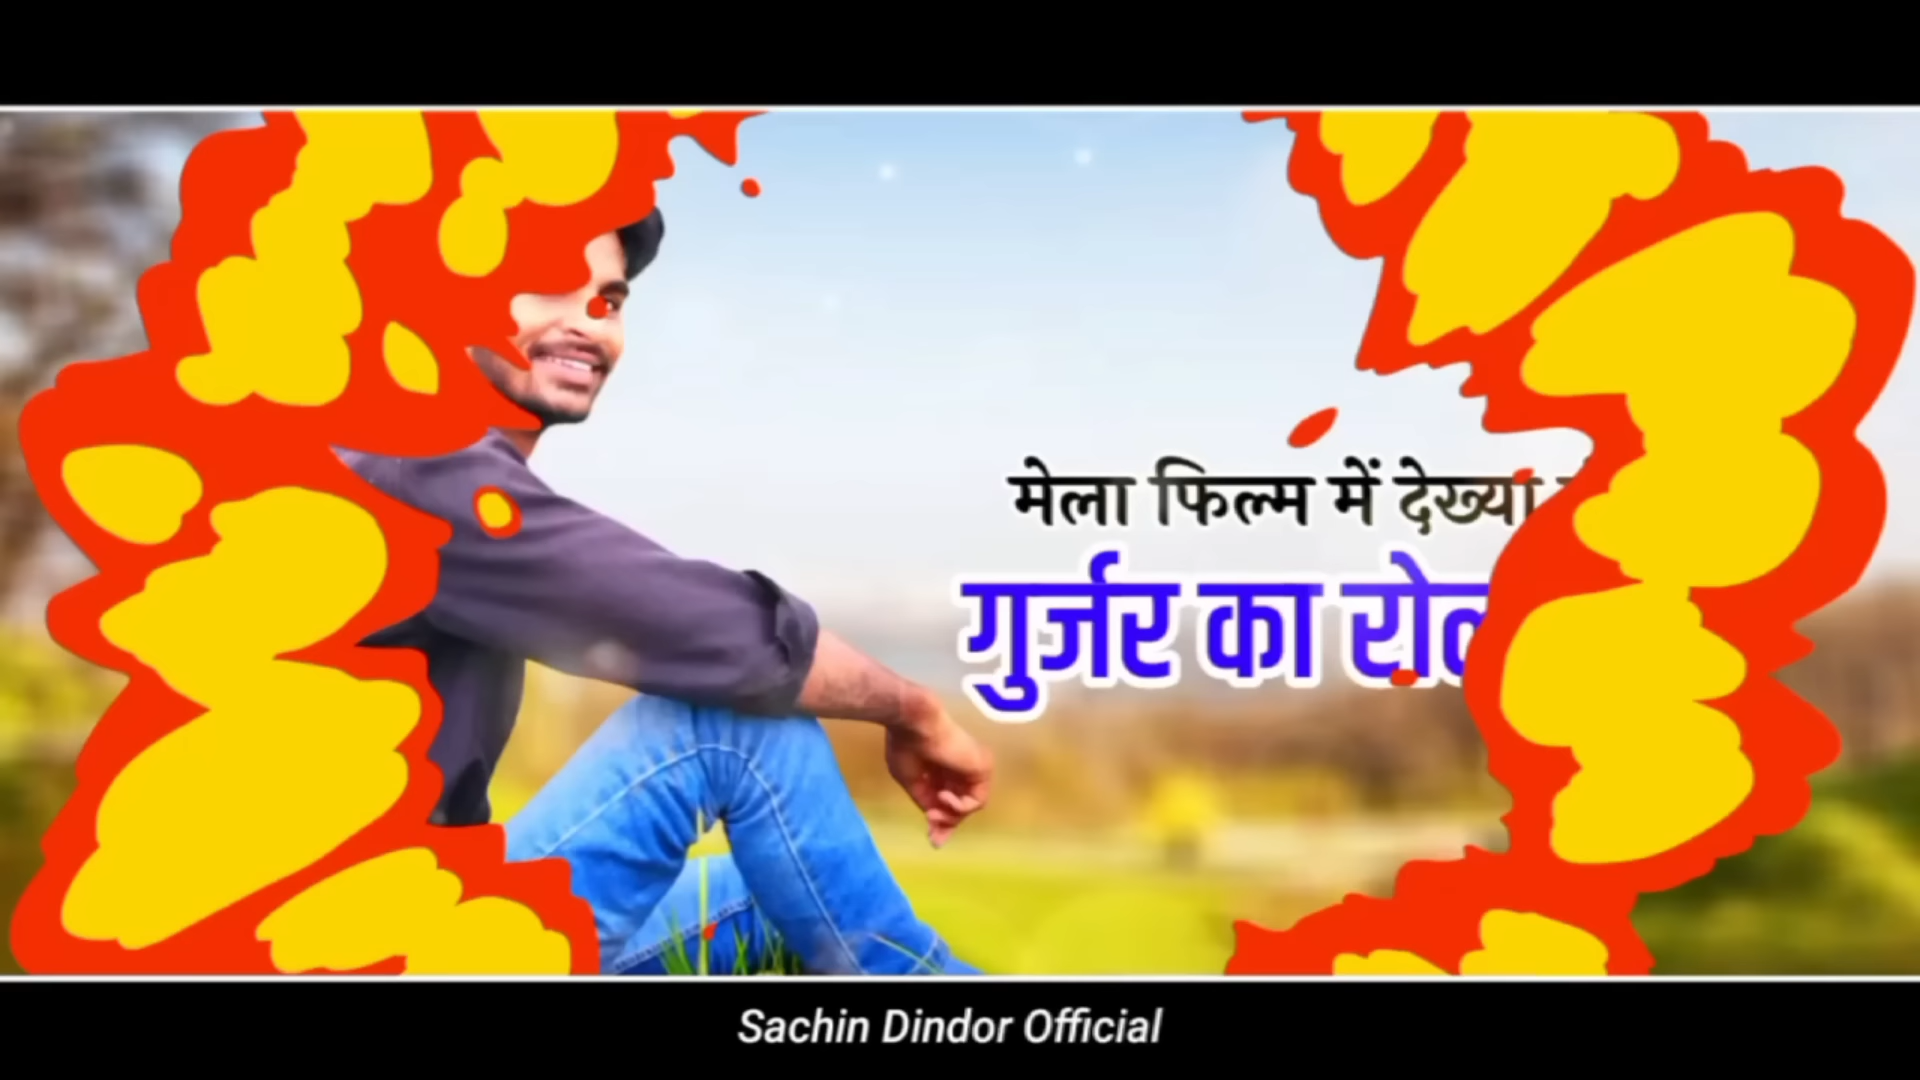 मेला फिल्म में देख्या
गुर्जर का
Sachin Dindor Official